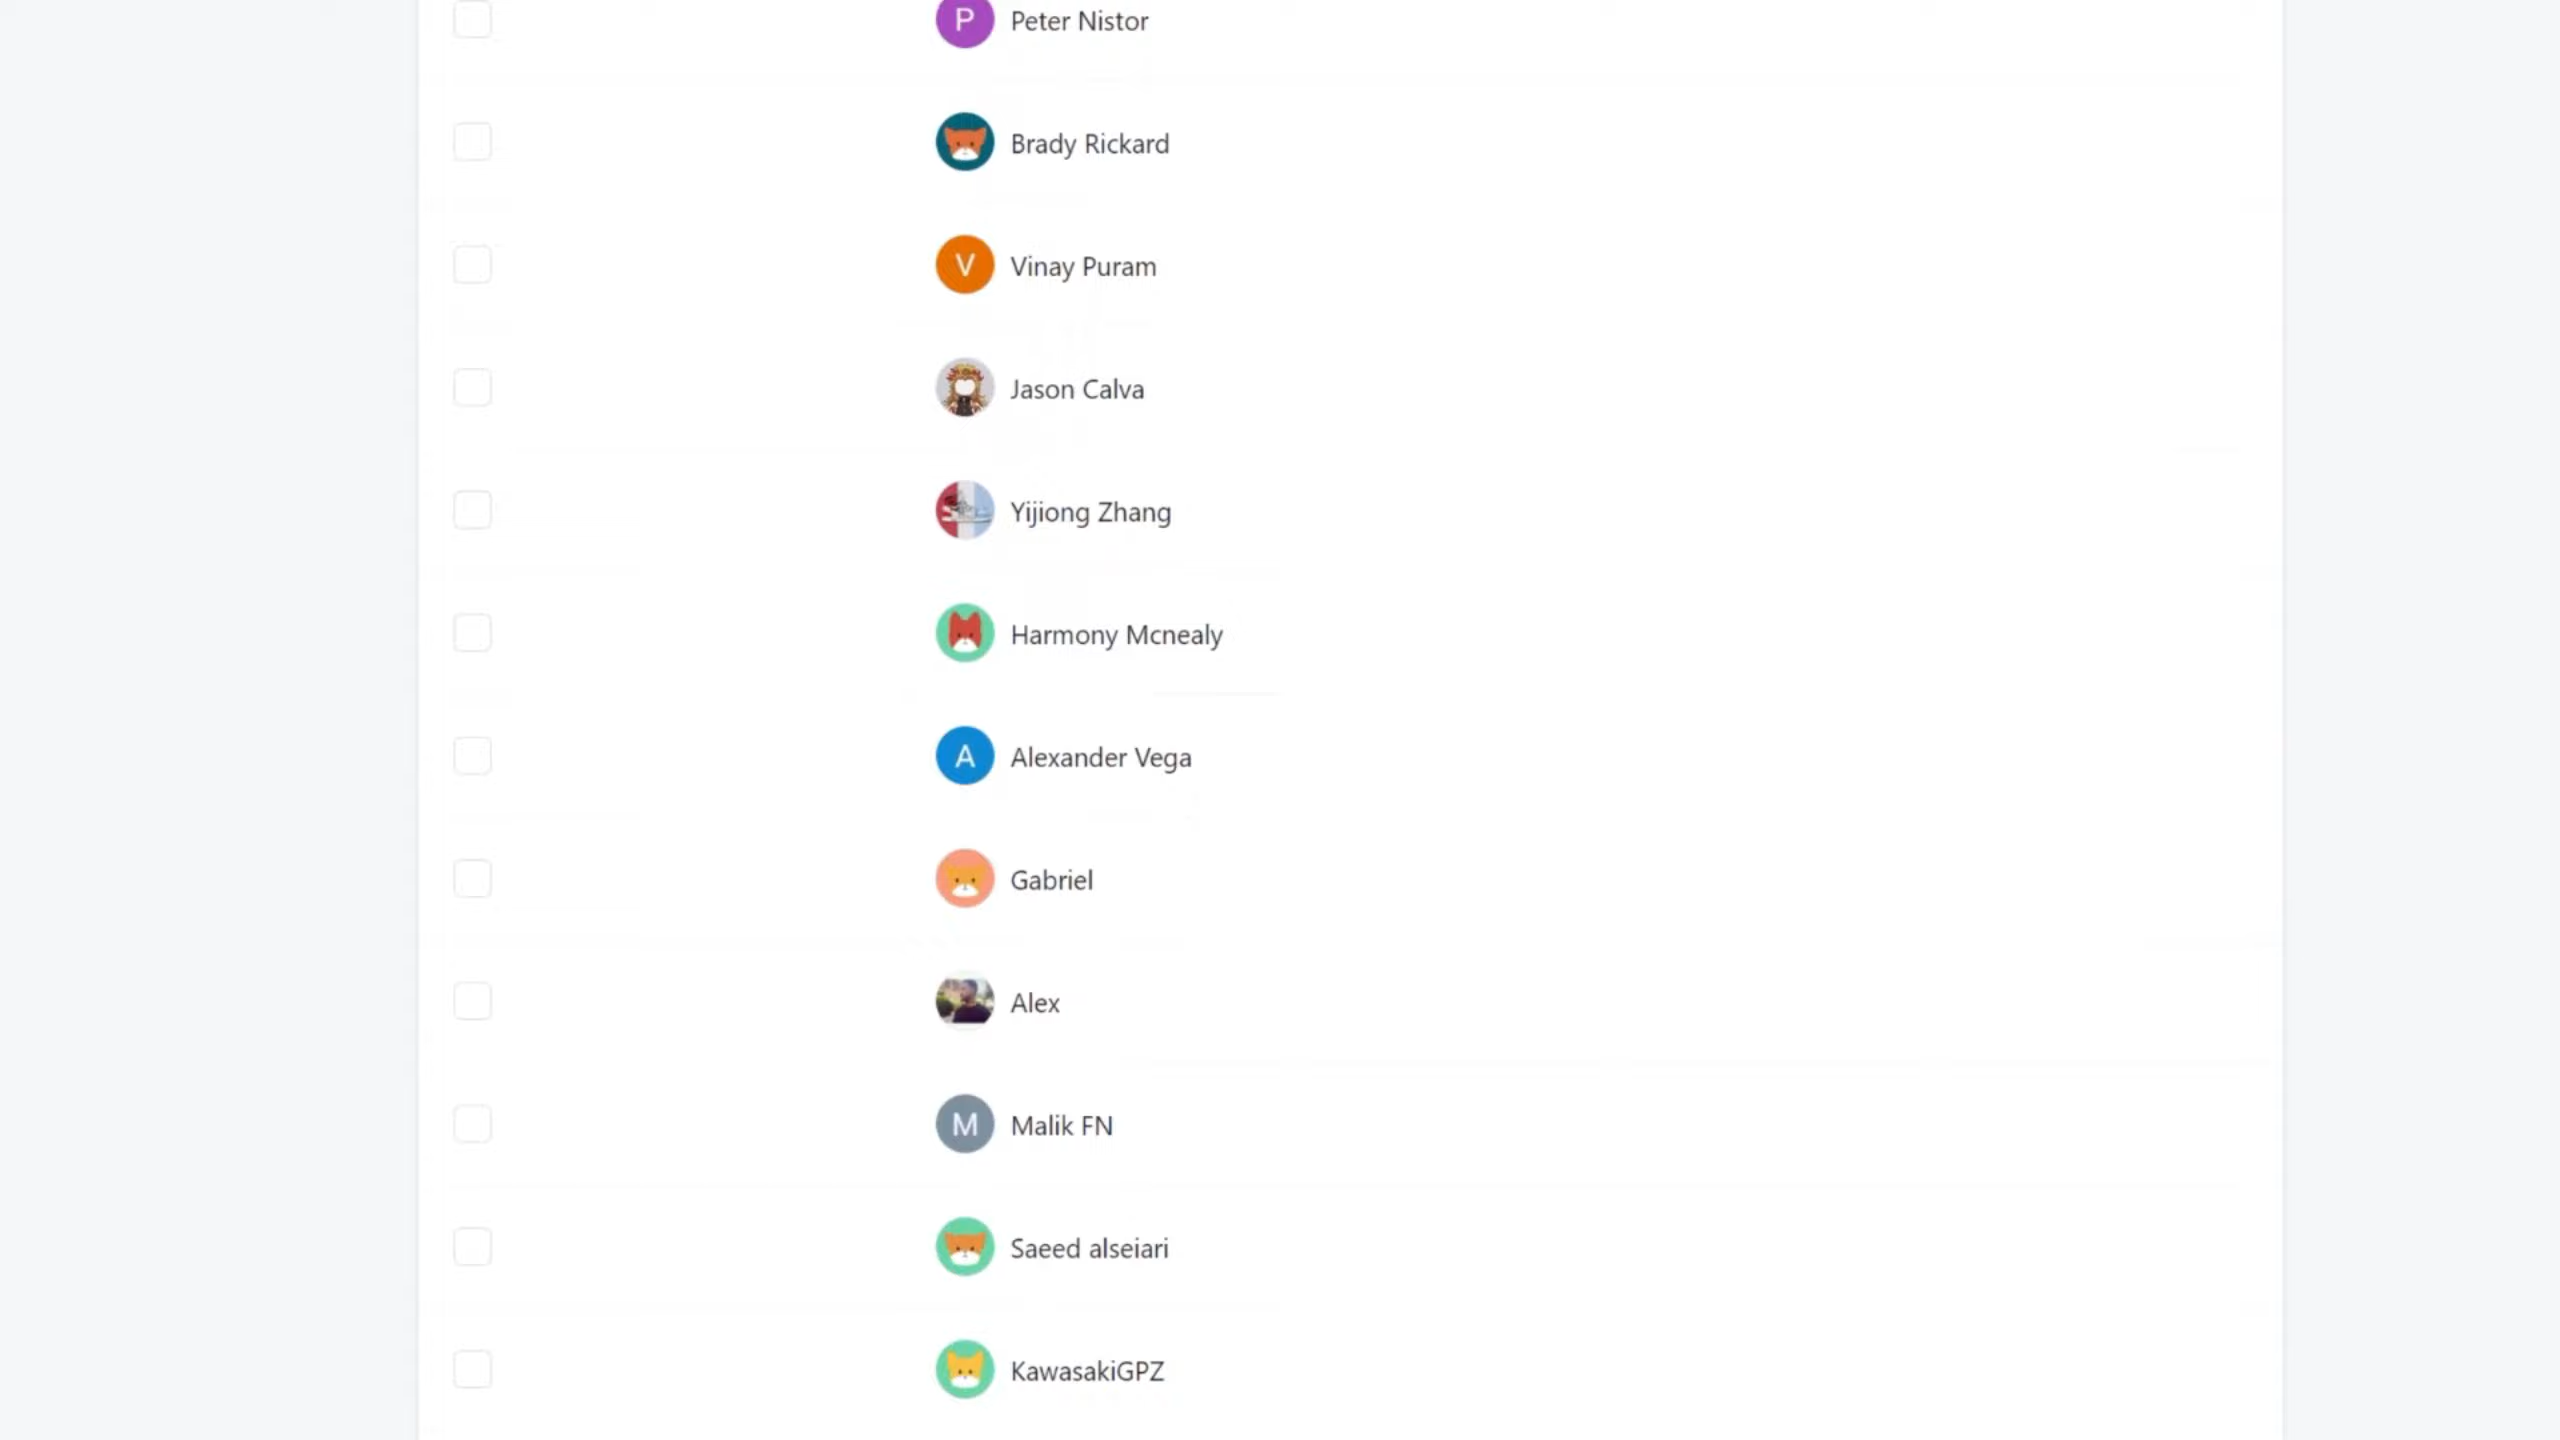 P Peter Nistor
Brady Rickard
V Vinay Puram
Jason Calva
Yijiong Zhang
Harmony Mcnealy
A Alexander Vega
Gabriel
Alex
M Malik FN
Saeed alseiari
KawasakiGPZ